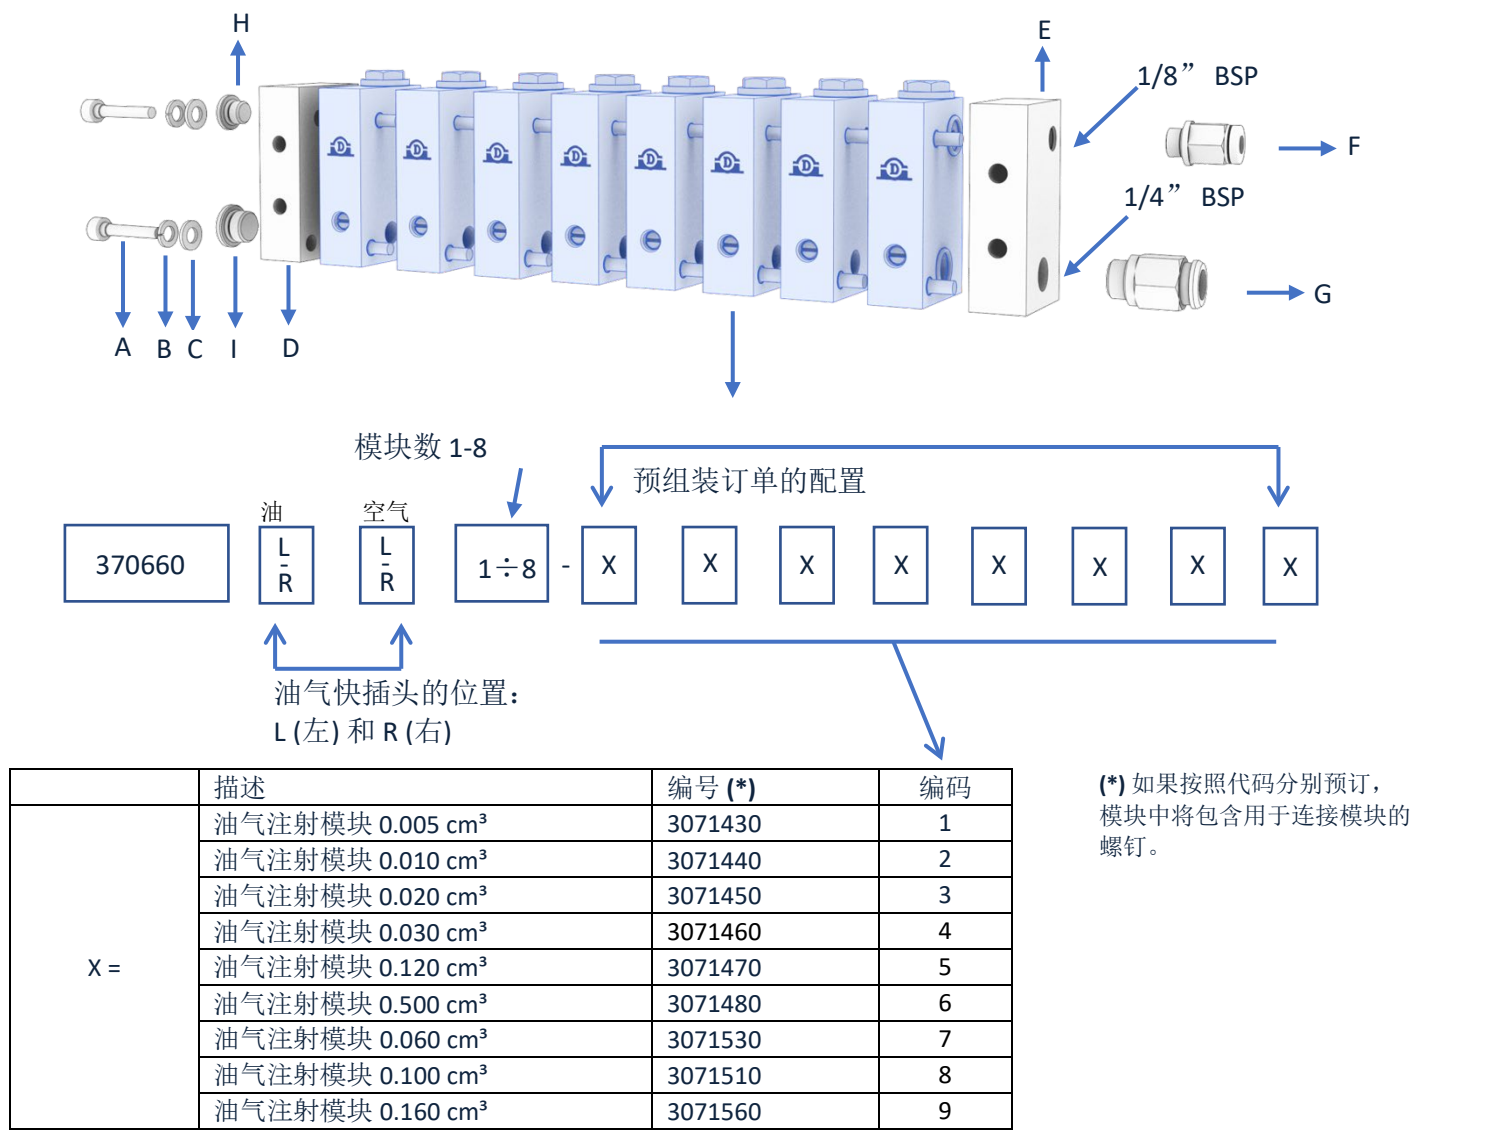 H
E
1/8” BSP
F
1/4” BSP
G
A
B
C
I
D
D
D
D
D
D
D
D
D
模块数 1-8
预组装订单的配置
油
空气
370660
L
-
R
L
-
R
1÷8
-
X
X
X
X
X
X
X
X
油气快插头的位置：
L (左) 和 R (右)
描述 编号 (*) 编码
X =
油气注射模块 0.005 cm³ 3071430 1
油气注射模块 0.010 cm³ 3071440 2
油气注射模块 0.020 cm³ 3071450 3
油气注射模块 0.030 cm³ 3071460 4
油气注射模块 0.120 cm³ 3071470 5
油气注射模块 0.500 cm³ 3071480 6
油气注射模块 0.060 cm³ 3071530 7
油气注射模块 0.100 cm³ 3071510 8
油气注射模块 0.160 cm³ 3071560 9
(*) 如果按照代码分别预订，
模块中将包含用于连接模块的
螺钉。